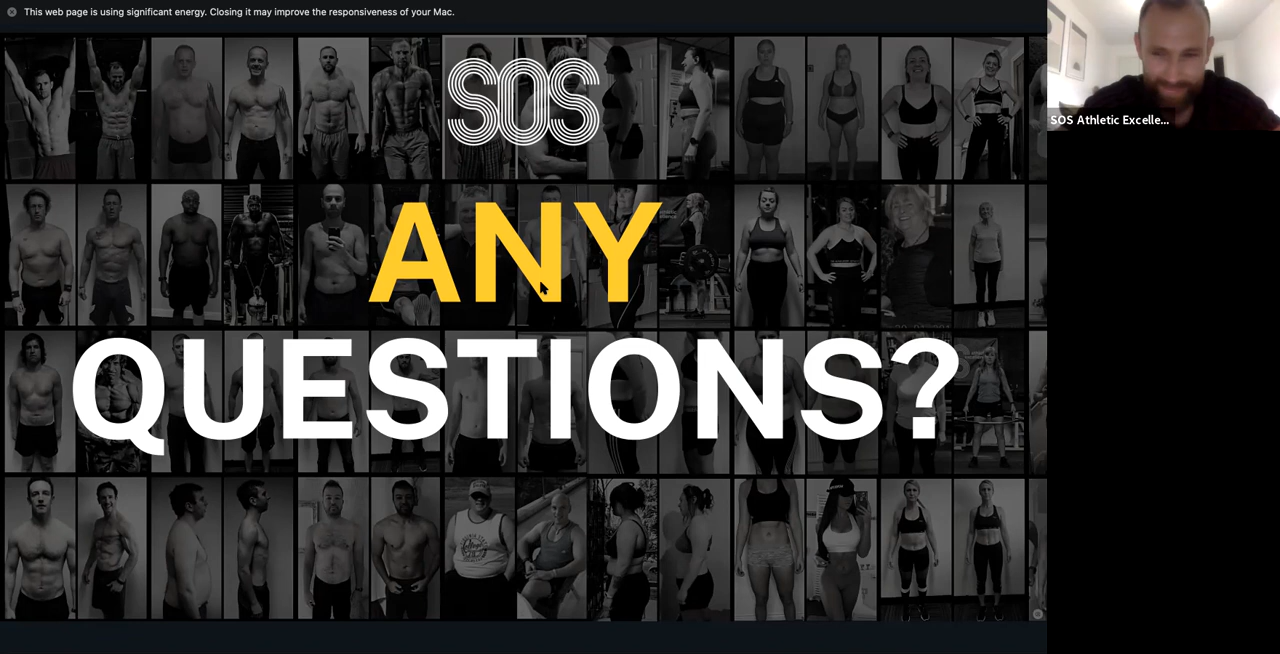 This web page is using significant energy. Closing it may improve the responsiveness of your Mac.
SOS
ANY
QUESTIONS?
SOS Athletic Excelle...